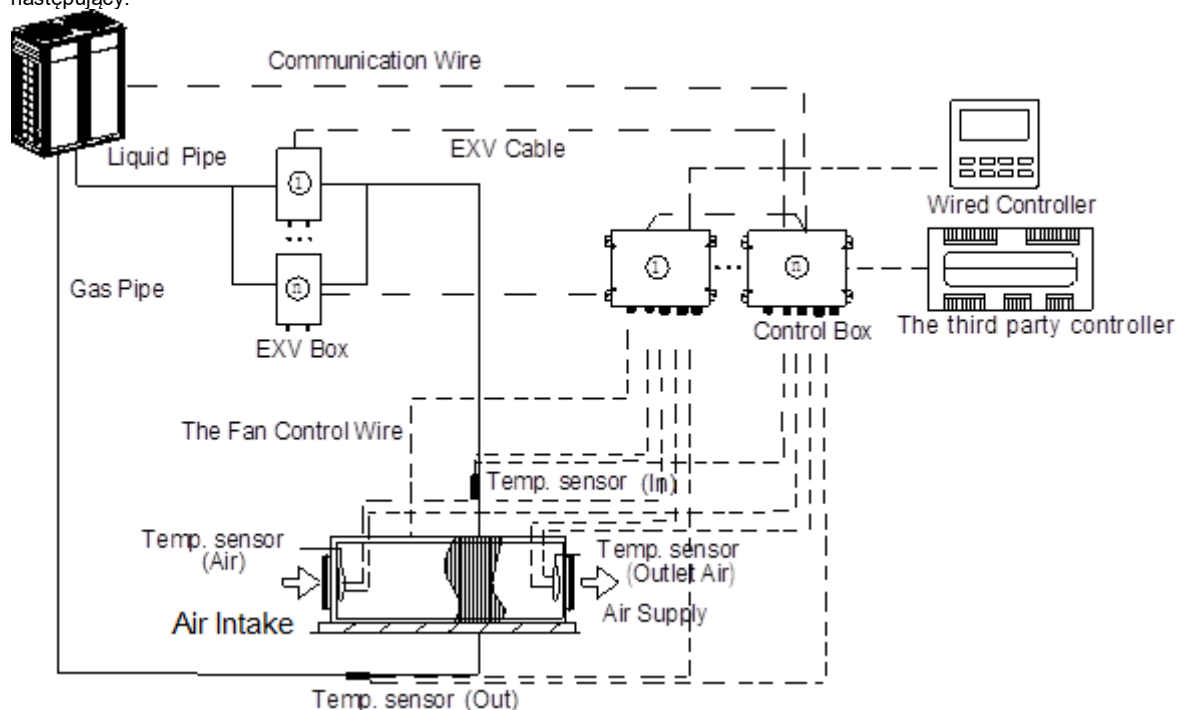 następujący:
Communication Wire
Liquid Pipe
EXV Cable
1
Wired Controller
Gas Pipe
n
1
n
EXV Box
Control Box
The third party controller
The Fan Control Wire
Temp. sensor (In)
Temp. sensor
(Air)
Temp. sensor
(Outlet Air)
Air Intake
Air Supply
Temp. sensor (Out)